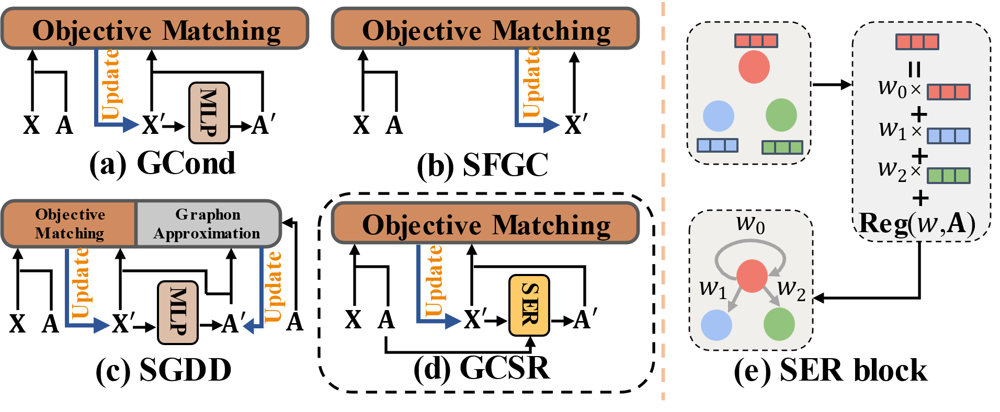 Objective Matching
Update
X A X′ MLP A′
(a) GCond
Objective Matching
Update
X A X′
(b) SFGC
Objective
Matching
Graphon
Approximation
Update
Update
X A X′ MLP A′ A
(c) SGDD
Objective Matching
Update
X A X′ SER A′
(d) GCSR
=
w₀ ×
+
w₁ ×
+
w₂ ×
+
Reg(w,A)
w₀
w₁ w₂
(e) SER block